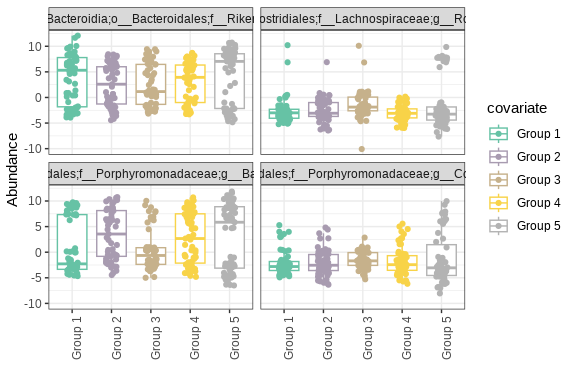 Bacteroidia;o__Bacteroidales;f__Riken
ostridiales;f__Lachnospiraceae;g__Ro
10
5
0
-5
-10
dales;f__Porphyromonadaceae;g__Ba
dales;f__Porphyromonadaceae;g__Co
10
5
0
-5
-10
Abundance
Group 1
Group 2
Group 3
Group 4
Group 5
Group 1
Group 2
Group 3
Group 4
Group 5
covariate
Group 1
Group 2
Group 3
Group 4
Group 5